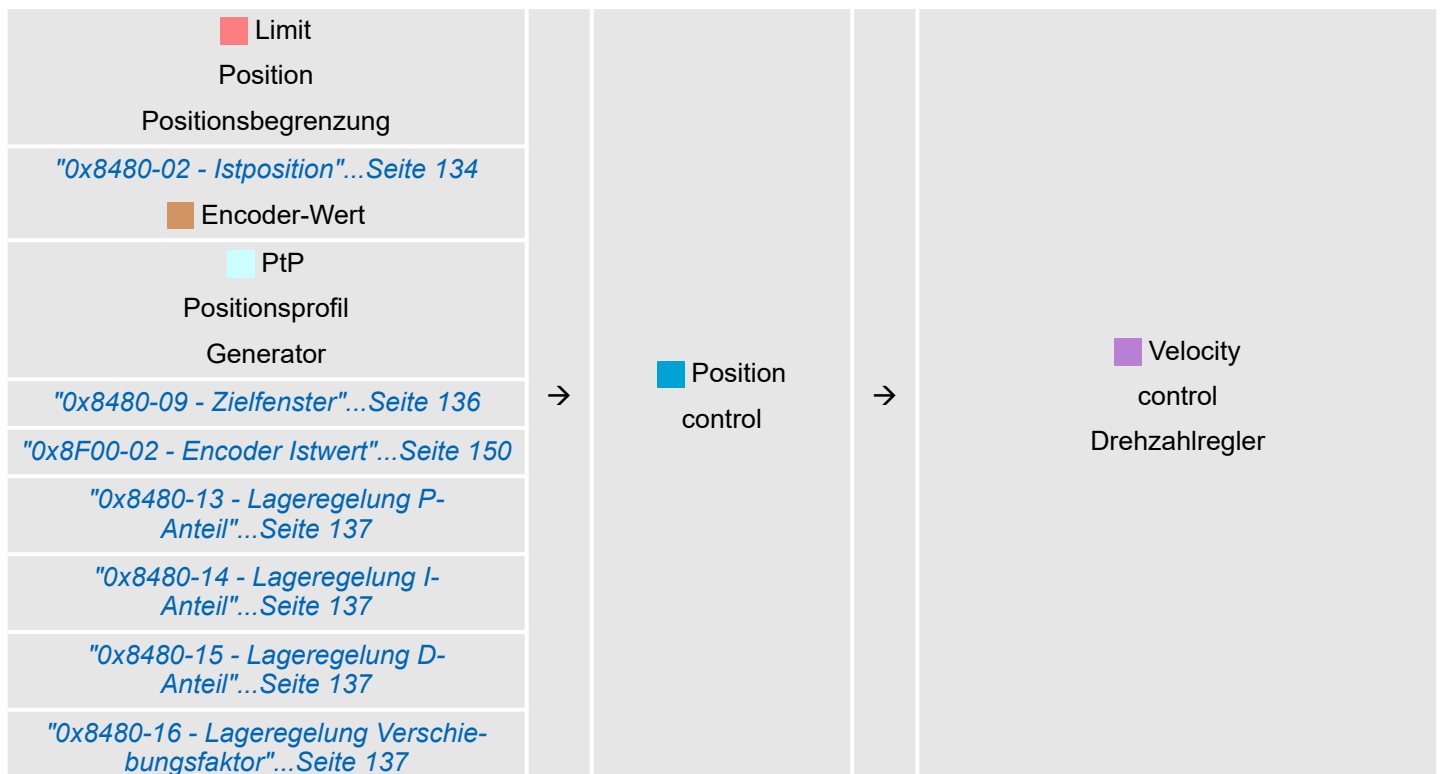 Limit
Position
Positionsbegrenzung
"0x8480-02 - Istposition"...Seite 134
Encoder-Wert
PtP
Positionsprofil
Generator
"0x8480-09 - Zielfenster"...Seite 136
"0x8F00-02 - Encoder Istwert"...Seite 150
"0x8480-13 - Lageregelung P-
Anteil"...Seite 137
"0x8480-14 - Lageregelung I-
Anteil"...Seite 137
"0x8480-15 - Lageregelung D-
Anteil"...Seite 137
"0x8480-16 - Lageregelung Verschie-
bungsfaktor"...Seite 137
→
Position
control
→
Velocity
control
Drehzahlregler